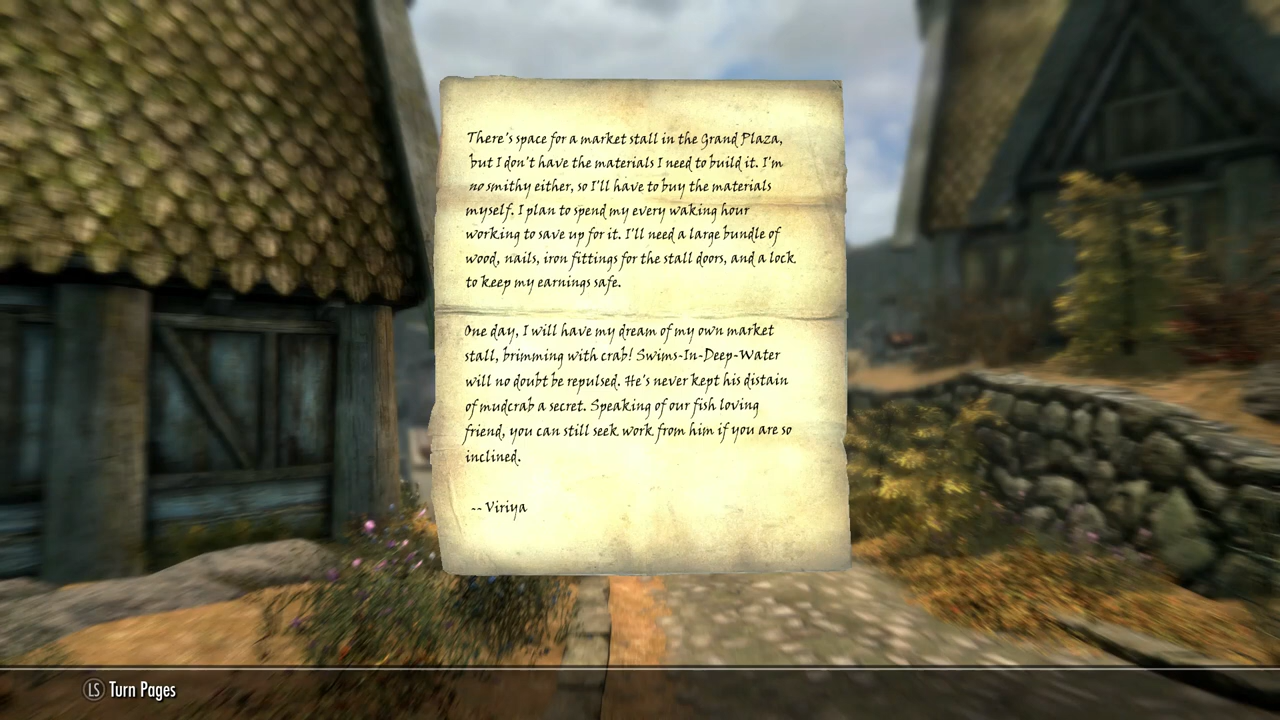 There's space for a market stall in the Grand Plaza,
but I don't have the materials I need to build it. I'm
no smithy either, so I'll have to buy the materials
myself. I plan to spend my every waking hour
working to save up for it. I'll need a large bundle of
wood, nails, iron fittings for the stall doors, and a lock
to keep my earnings safe.
One day, I will have my dream of my own market
stall, brimming with crab! Swims-In-Deep-Water
will no doubt be repulsed. He's never kept his distain
of mudcrab a secret. Speaking of our fish loving
friend, you can still seek work from him if you are so
inclined.
-- Viriya
LS Turn Pages